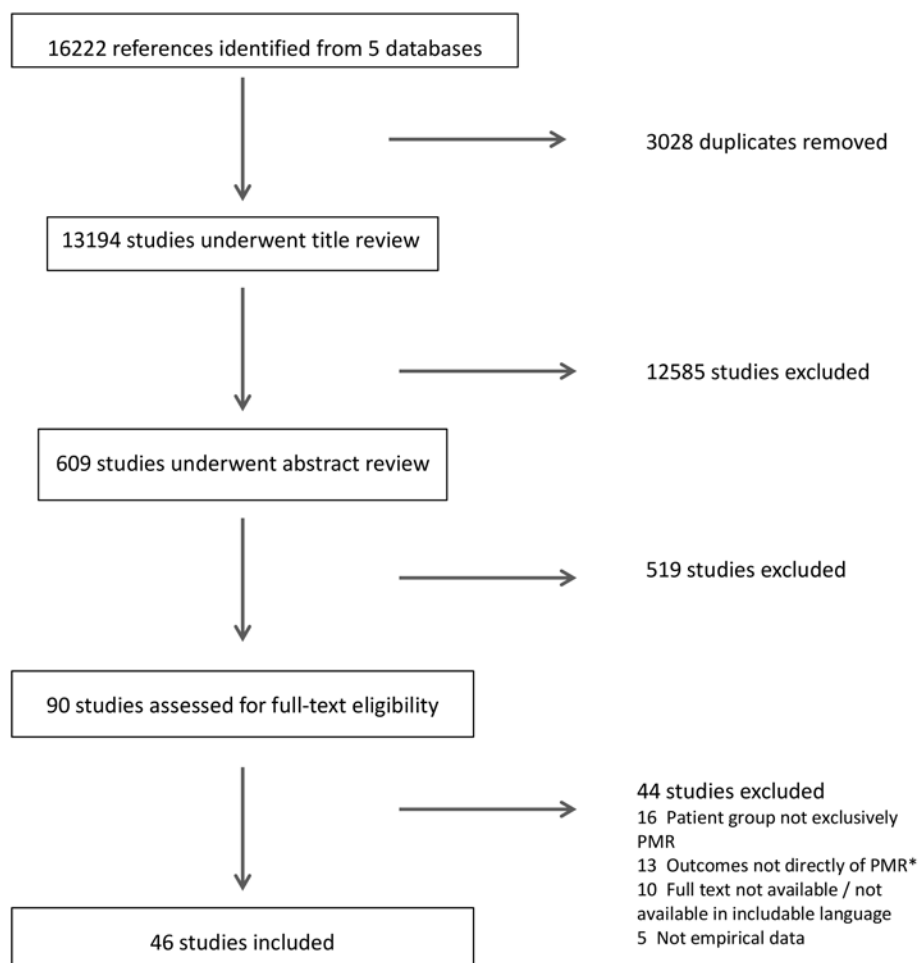 16222 references identified from 5 databases
3028 duplicates removed
13194 studies underwent title review
12585 studies excluded
609 studies underwent abstract review
519 studies excluded
90 studies assessed for full-text eligibility
44 studies excluded
16 Patient group not exclusively
PMR
13 Outcomes not directly of PMR*
10 Full text not available / not
available in includable language
5 Not empirical data
46 studies included